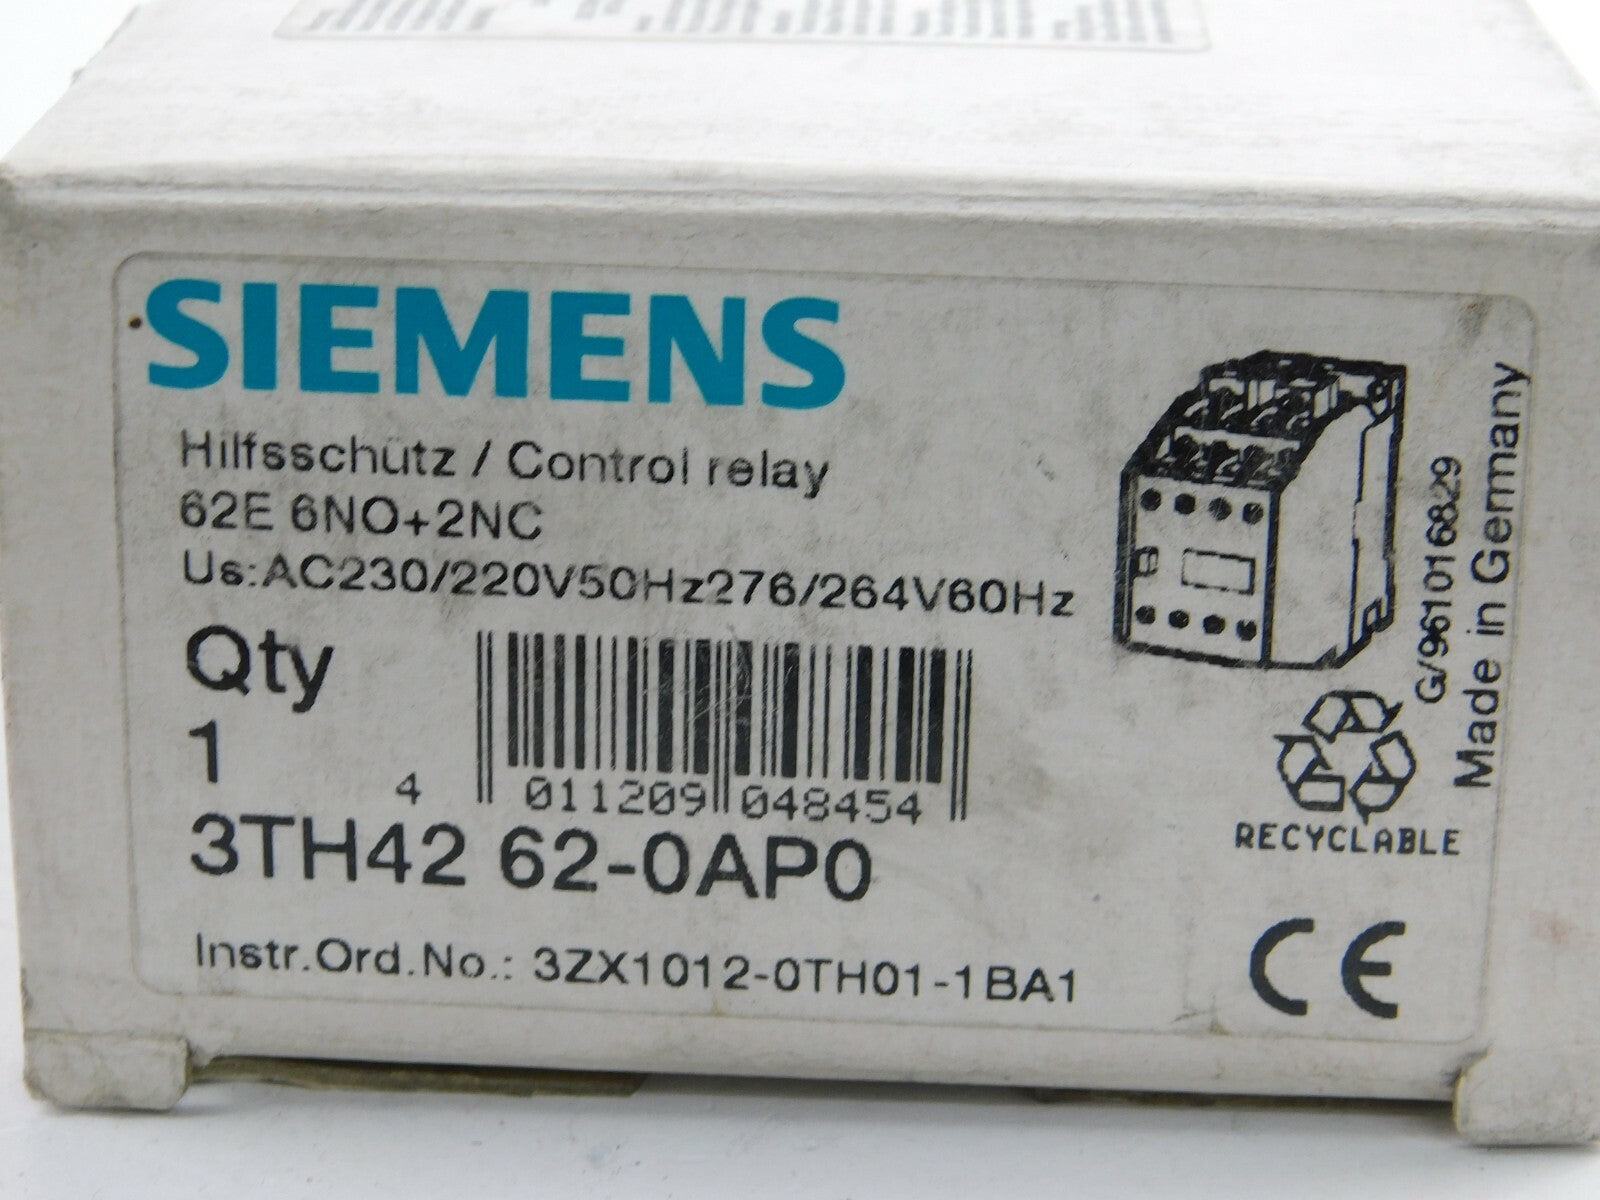 SIEMENS
Hilfsschütz / Control relay
62E 6NO+2NC
Us:AC230/220V50Hz276/264V60Hz
Qty
1
4 011209 048454
3TH42 62-0AP0
Instr.Ord.No.: 3ZX1012-0TH01-1BA1
G/961016829
Made in Germany
RECYCLABLE
CE